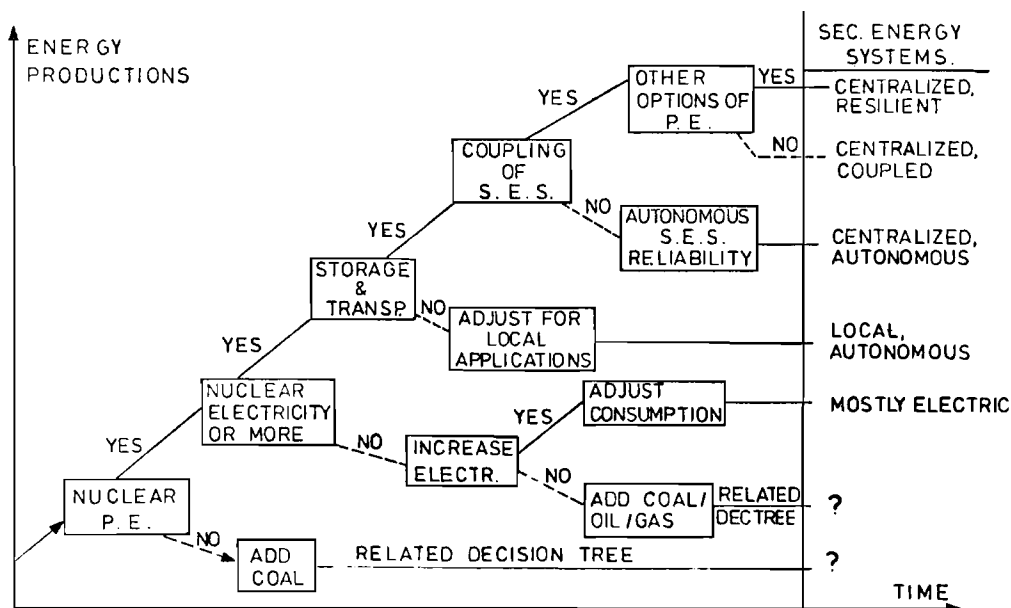 ENERGY
PRODUCTIONS
SEC. ENERGY
SYSTEMS.
OTHER
OPTIONS OF
P. E.
YES
YES
CENTRALIZED,
RESILIENT
NO
CENTRALIZED,
COUPLED
COUPLING
OF
S. E. S.
YES
NO
AUTONOMOUS
S.E.S.
RELIABILITY
CENTRALIZED,
AUTONOMOUS
STORAGE
&
TRANSP.
YES
NO
ADJUST FOR
LOCAL
APPLICATIONS
LOCAL,
AUTONOMOUS
NUCLEAR
ELECTRICITY
OR MORE
YES
NO
INCREASE
ELECTR.
YES
ADJUST
CONSUMPTION
MOSTLY ELECTRIC
NO
ADD COAL/
OIL/GAS
RELATED
DEC.TREE
?
NUCLEAR
P. E.
NO
ADD
COAL
RELATED DECISION TREE
?
TIME